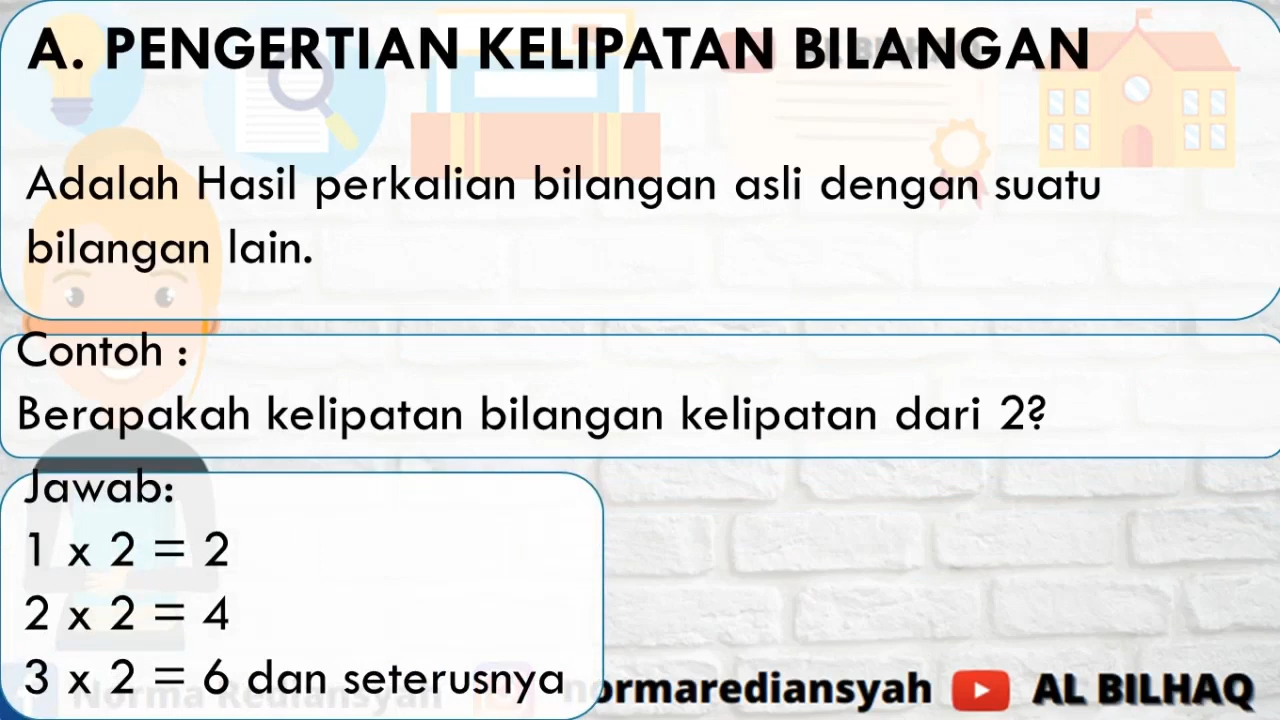 A. PENGERTIAN KELIPATAN BILANGAN
Adalah Hasil perkalian bilangan asli dengan suatu
bilangan lain.
Contoh :
Berapakah kelipatan bilangan kelipatan dari 2?
Jawab:
1 x 2 = 2
2 x 2 = 4
3 x 2 = 6 dan seterusnya
normarediansyah
AL BILHAQ